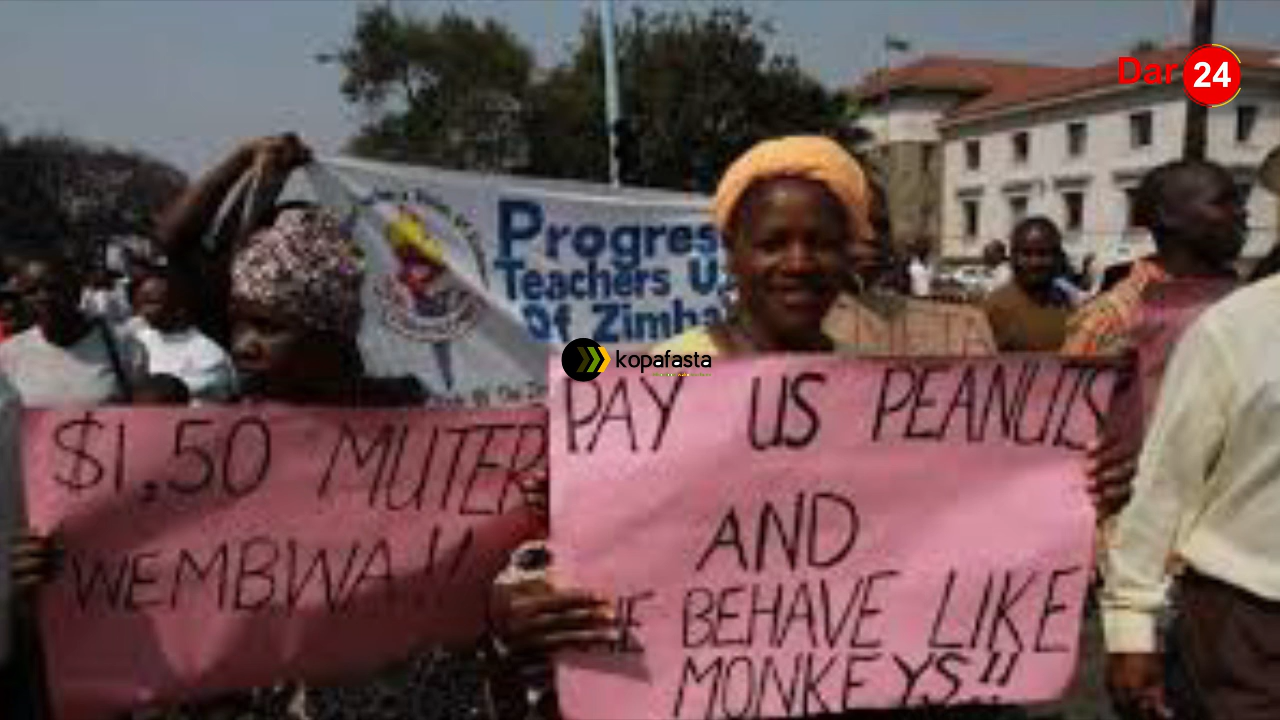 Dar 24
Progres
Teachers U
Of Zimba
kopafasta
$1.50 MUTER
WEMBWA!!
PAY US PEANUTS
AND
BEHAVE LIKE
MONKEYS"!!